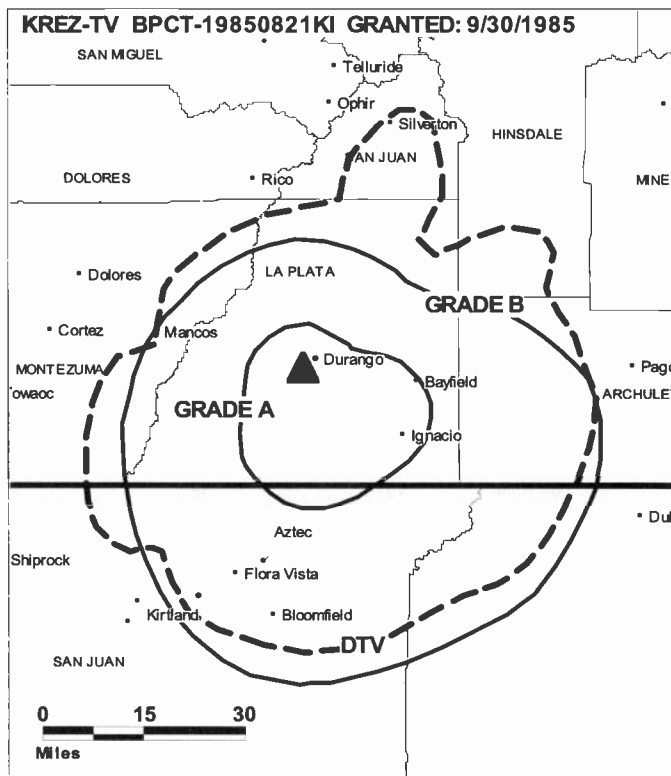 KREZ-TV BPCT-19850821KI GRANTED: 9/30/1985
SAN MIGUEL
Telluride
Ophir
Silverton
HINSDALE
AN JUAN
DOLORES
Rico
MINE
Dolores
LA PLATA
GRADE B
Cortez
Mancos
MONTEZUMA
Durango
Pago
Bayfield
owaoc
GRADE A
ARCHULET
Ignacio
Dul
Aztec
Shiprock
Flora Vista
Kirtland
Bloomfield
DTV
SAN JUAN
0 15 30
Miles